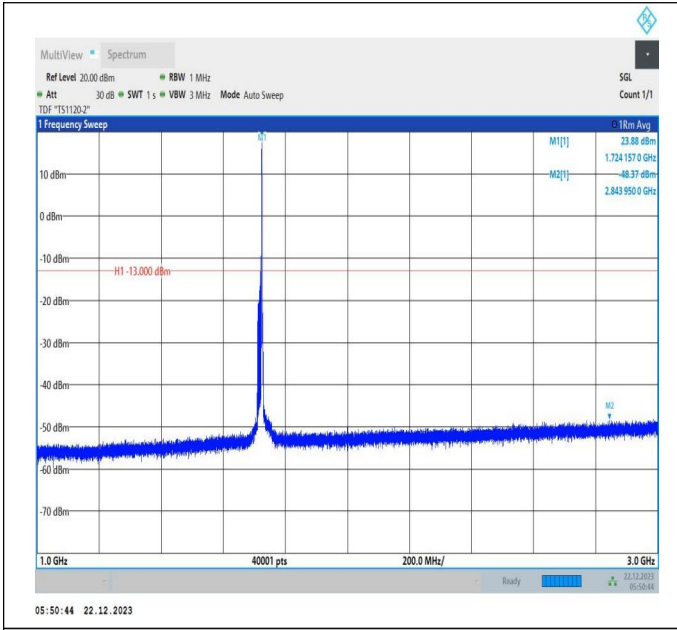 R&S
MultiView Spectrum
Ref Level 20.00 dBm RBW 1 MHz SGL
Att 30 dB SWT 1 s VBW 3 MHz Mode Auto Sweep Count 1/1
TDF "TS1120-2"
1 Frequency Sweep 1Rm Avg
M1 M1[1] 23.88 dBm
1.724 157 0 GHz
10 dBm M2[1] -48.37 dBm
2.843 950 0 GHz
0 dBm
-10 dBm
H1 -13.000 dBm
-20 dBm
-30 dBm
-40 dBm
M2
-50 dBm
-60 dBm
-70 dBm
1.0 GHz 40001 pts 200.0 MHz/ 3.0 GHz
Ready 22.12.2023
05:50:44
05:50:44 22.12.2023